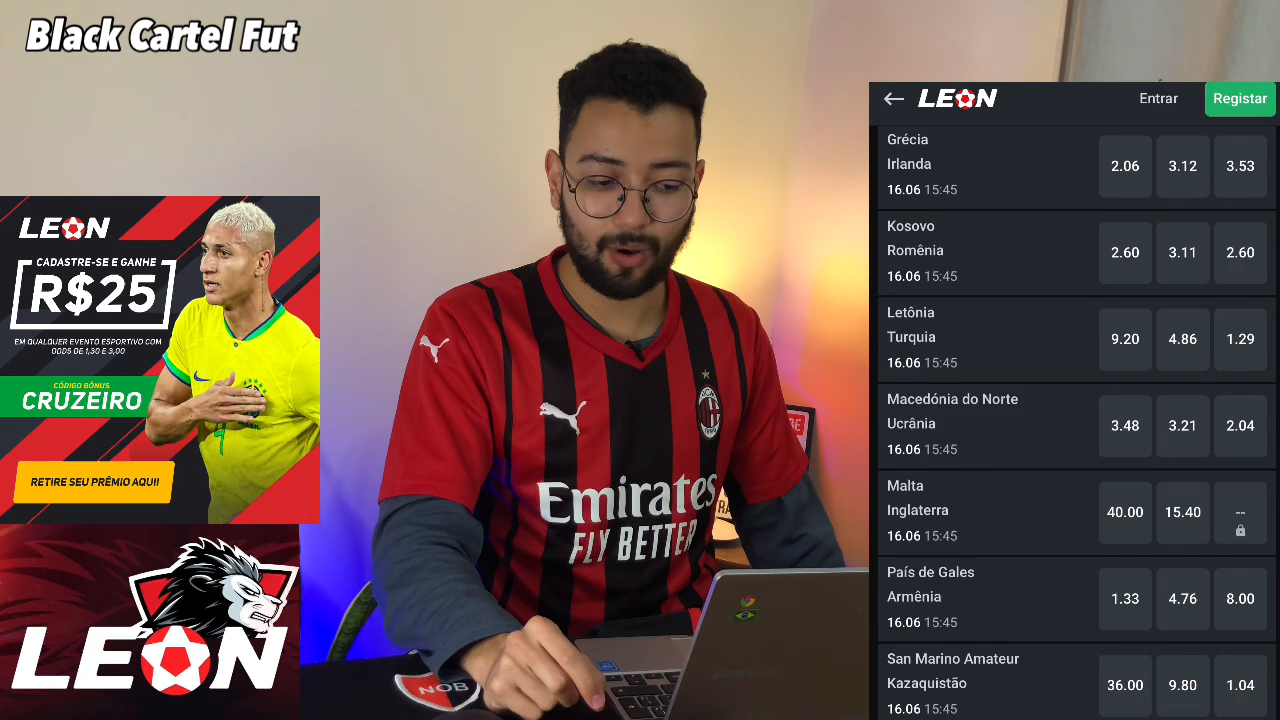 Black Cartel Fut
LEON
CADASTRE-SE E GANHE
R$25
EM QUALQUER EVENTO ESPORTIVO COM
ODDS DE 1,30 E 3,00
CÓDIGO BÔNUS
CRUZEIRO
BRASIL
RETIRE SEU PRÊMIO AQUI!
LEON
Emirates
FLY BETTER
NOB
LEON
Entrar
Registar
Grécia
Irlanda
16.06 15:45
2.06 3.12 3.53
Kosovo
Romênia
16.06 15:45
2.60 3.11 2.60
Letônia
Turquia
16.06 15:45
9.20 4.86 1.29
Macedónia do Norte
Ucrânia
16.06 15:45
3.48 3.21 2.04
Malta
Inglaterra
16.06 15:45
40.00 15.40 --
País de Gales
Armênia
16.06 15:45
1.33 4.76 8.00
San Marino Amateur
Kazaquistão
16.06 15:45
36.00 9.80 1.04